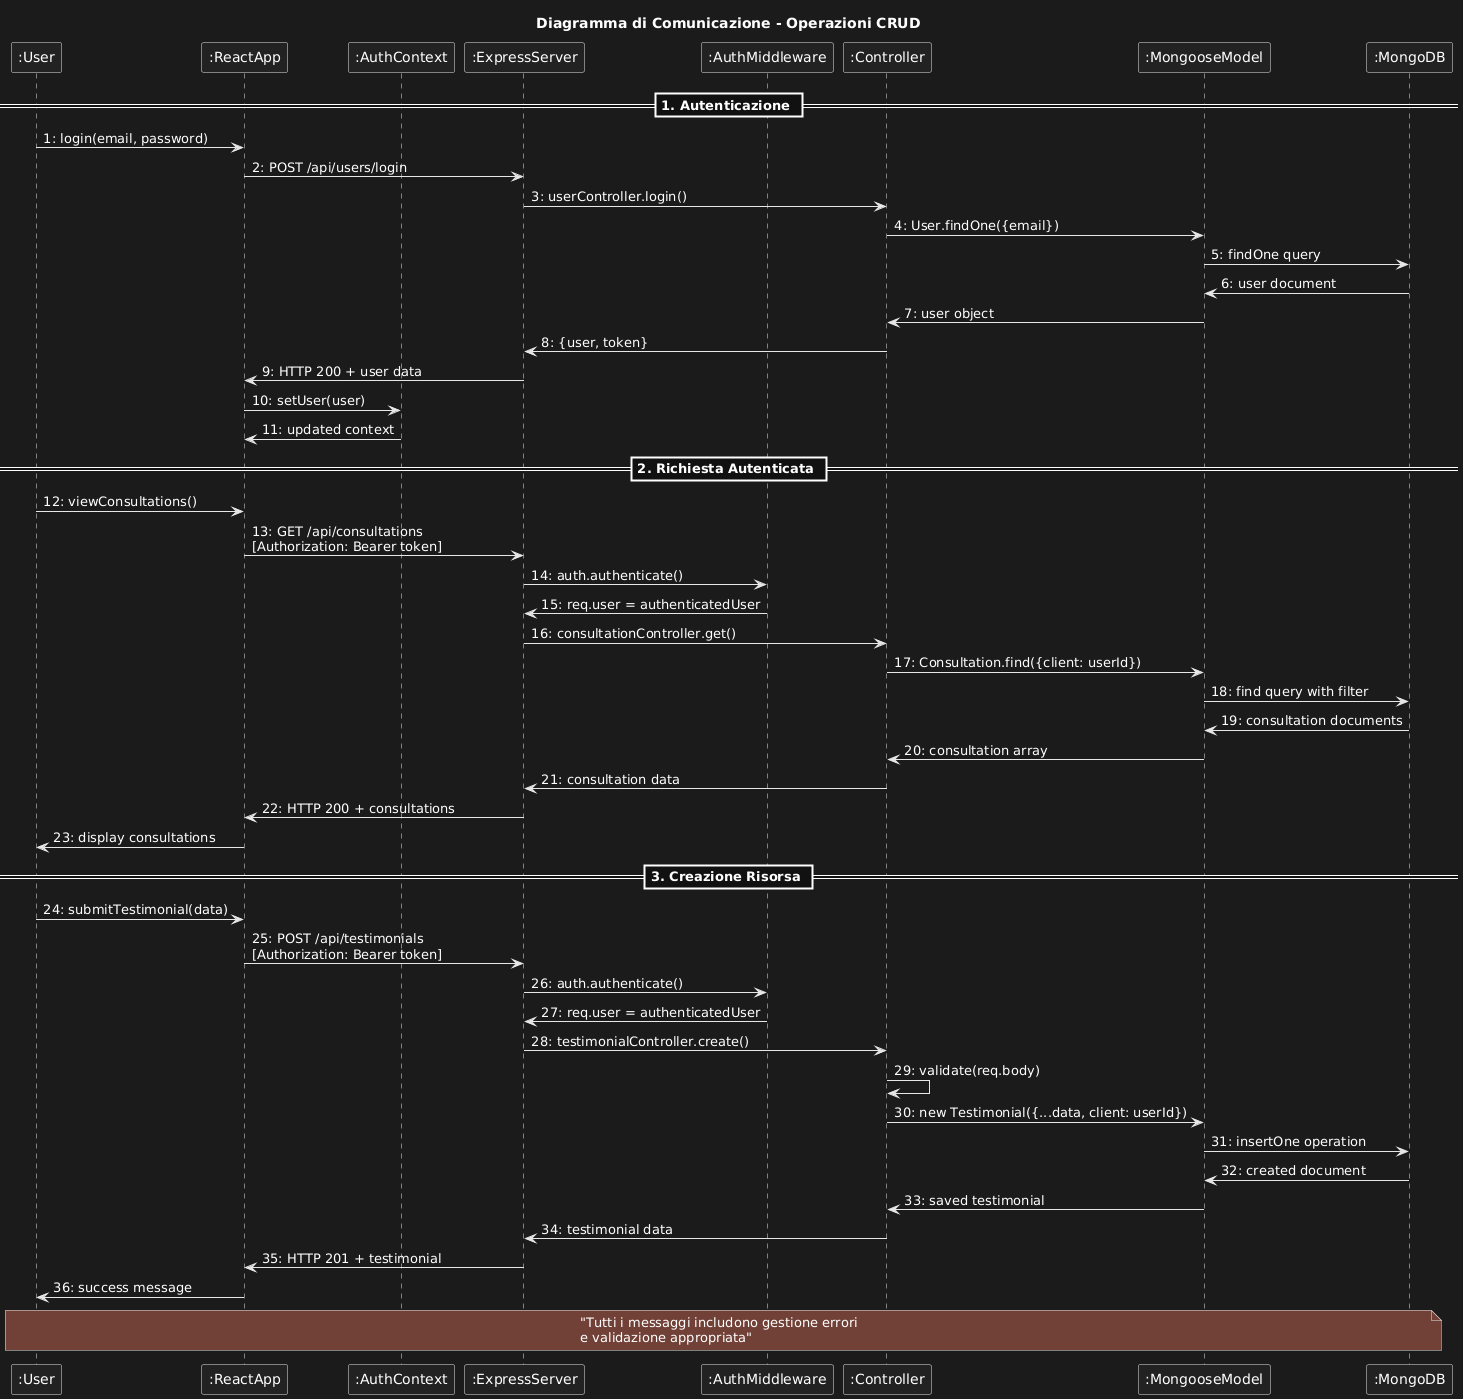 Diagramma di Comunicazione - Operazioni CRUD
:User
:ReactApp
:AuthContext
:ExpressServer
:AuthMiddleware
:Controller
:MongooseModel
:MongoDB
1. Autenticazione
1: login(email, password)
2: POST /api/users/login
3: userController.login()
4: User.findOne({email})
5: findOne query
6: user document
7: user object
8: {user, token}
9: HTTP 200 + user data
10: setUser(user)
11: updated context
2. Richiesta Autenticata
12: viewConsultations()
13: GET /api/consultations
[Authorization: Bearer token]
14: auth.authenticate()
15: req.user = authenticatedUser
16: consultationController.get()
17: Consultation.find({client: userId})
18: find query with filter
19: consultation documents
20: consultation array
21: consultation data
22: HTTP 200 + consultations
23: display consultations
3. Creazione Risorsa
24: submitTestimonial(data)
25: POST /api/testimonials
[Authorization: Bearer token]
26: auth.authenticate()
27: req.user = authenticatedUser
28: testimonialController.create()
29: validate(req.body)
30: new Testimonial({...data, client: userId})
31: insertOne operation
32: created document
33: saved testimonial
34: testimonial data
35: HTTP 201 + testimonial
36: success message
"Tutti i messaggi includono gestione errori
e validazione appropriata"
:User
:ReactApp
:AuthContext
:ExpressServer
:AuthMiddleware
:Controller
:MongooseModel
:MongoDB